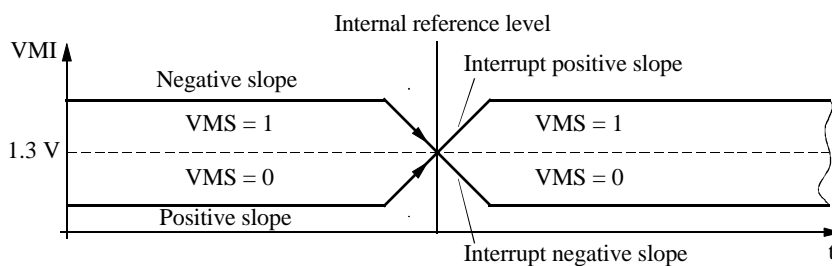 Internal reference level
VMI
Negative slope
Interrupt positive slope
VMS = 1
VMS = 1
1.3 V
VMS = 0
VMS = 0
Positive slope
Interrupt negative slope
t